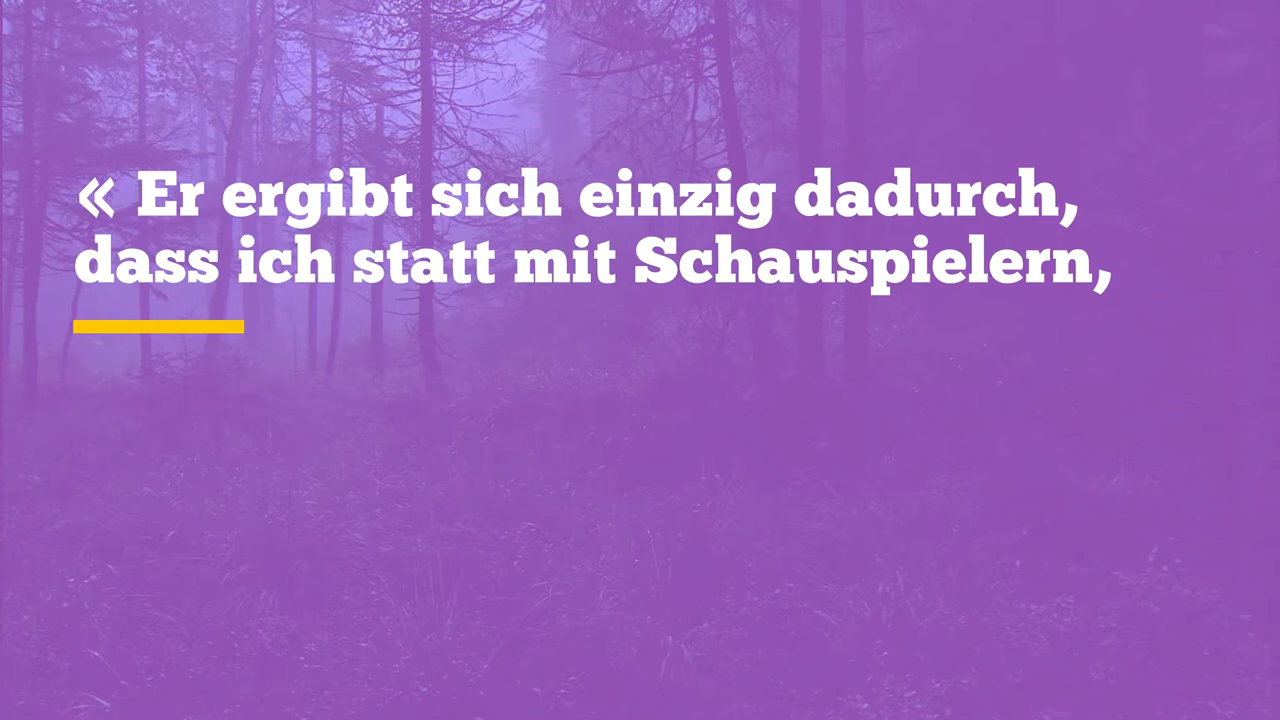 « Er ergibt sich einzig dadurch,
dass ich statt mit Schauspielern,